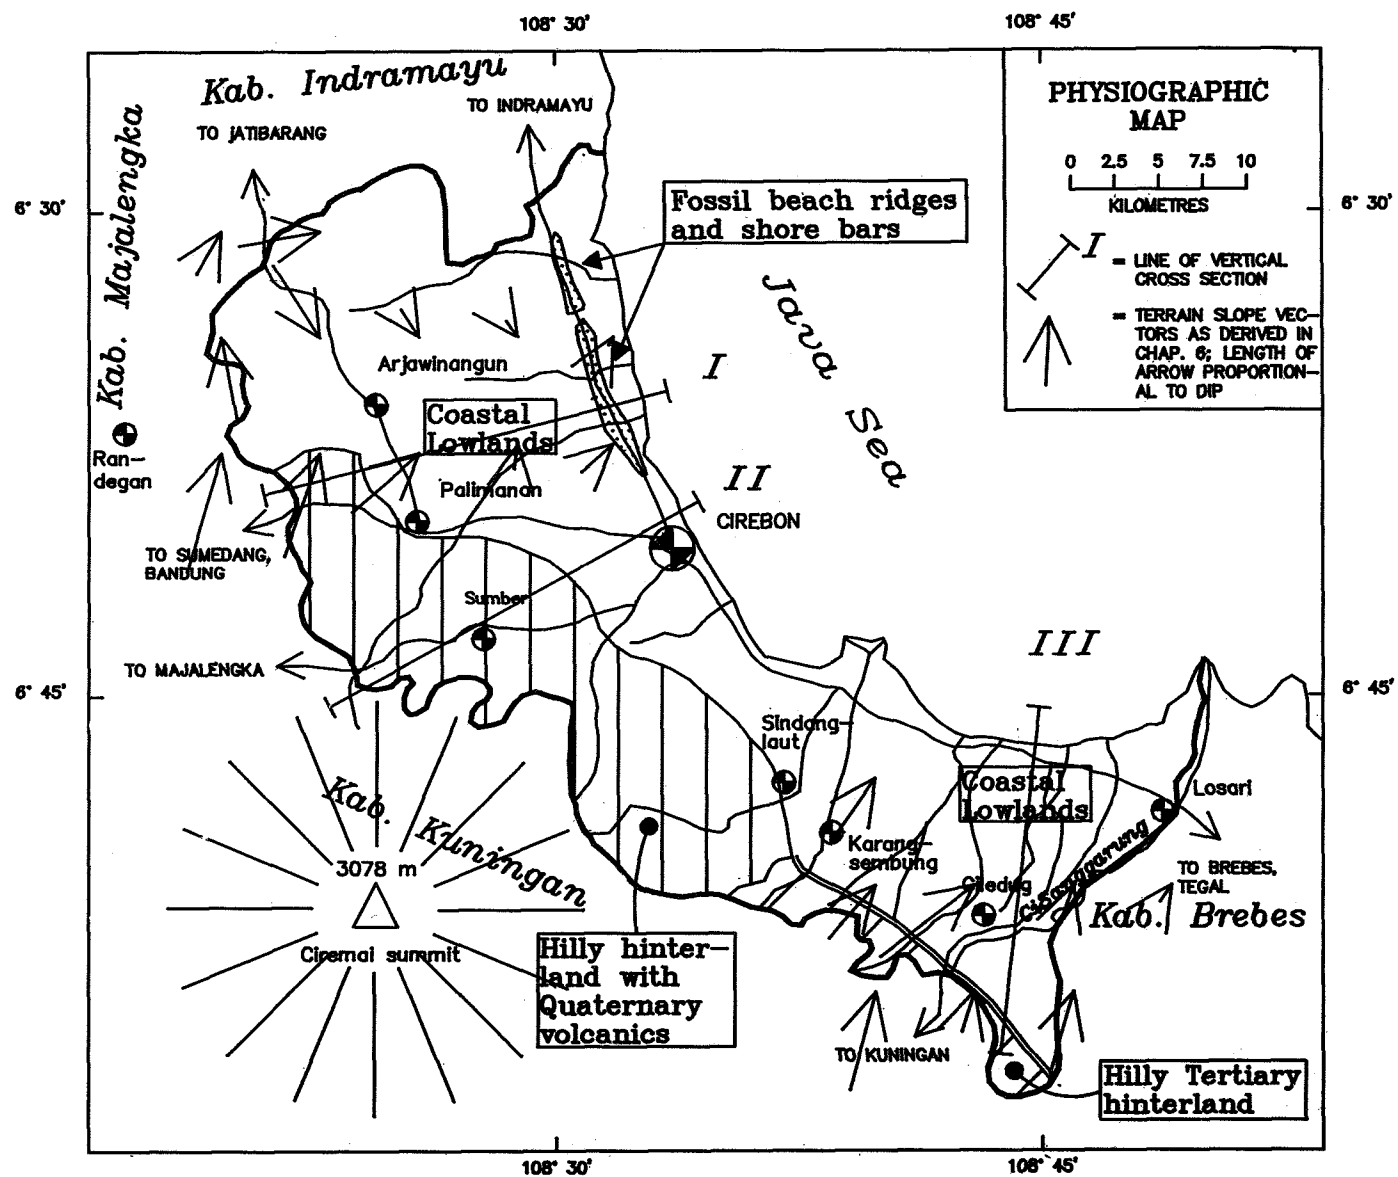 108° 30'
108° 45'
Kab. Indramayu
TO INDRAMAYU
TO JATIBARANG
PHYSIOGRAPHIC
MAP
0 2.5 5 7.5 10
KILOMETRES
I
= LINE OF VERTICAL
CROSS SECTION
= TERRAIN SLOPE VEC-
TORS AS DERIVED IN
CHAP. 6; LENGTH OF
ARROW PROPORTION-
AL TO DIP
6° 30'
6° 30'
Kab. Majalengka
Fossil beach ridges
and shore bars
Java Sea
Arjawinangun
I
Coastal
Lowlands
Ran-
degan
Palimanan
II
CIREBON
TO SUMEDANG,
BANDUNG
Sumber
III
TO MAJALENGKA
6° 45'
6° 45'
Sindang-
laut
Coastal
Lowlands
Losari
Kab. Kuningan
Karang-
sembung
Ciledug
CiSanggarung
TO BREBES,
TEGAL
Kab. Brebes
3078 m
Ciremai summit
Hilly hinter-
land with
Quaternary
volcanics
TO KUNINGAN
Hilly Tertiary
hinterland
108° 30'
108° 45'